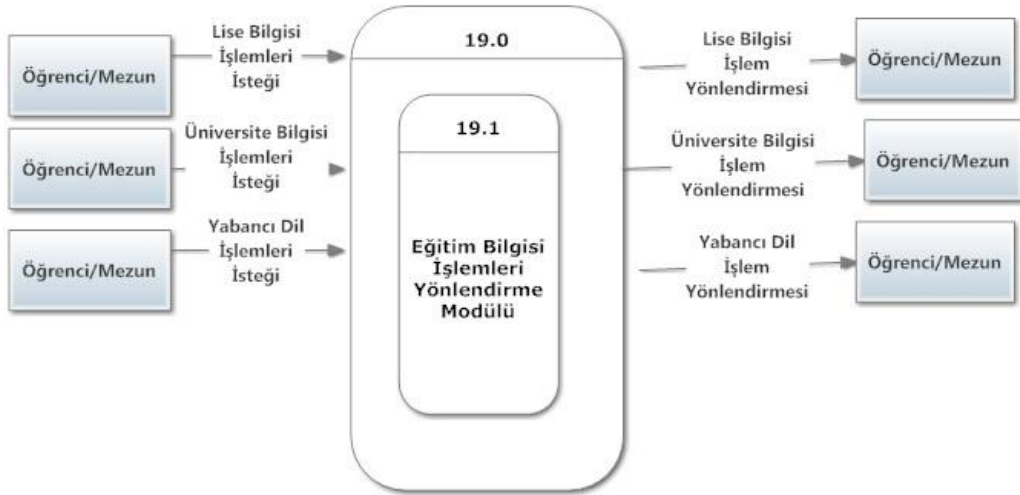 Öğrenci/Mezun
Lise Bilgisi
İşlemleri
İsteği
Öğrenci/Mezun
Üniversite Bilgisi
İşlemleri
İsteği
Öğrenci/Mezun
Yabancı Dil
İşlemleri
İsteği
19.0
19.1
Eğitim Bilgisi
İşlemleri
Yönlendirme
Modülü
Lise Bilgisi
İşlem
Yönlendirmesi
Öğrenci/Mezun
Üniversite Bilgisi
İşlem
Yönlendirmesi
Öğrenci/Mezun
Yabancı Dil
İşlem
Yönlendirmesi
Öğrenci/Mezun